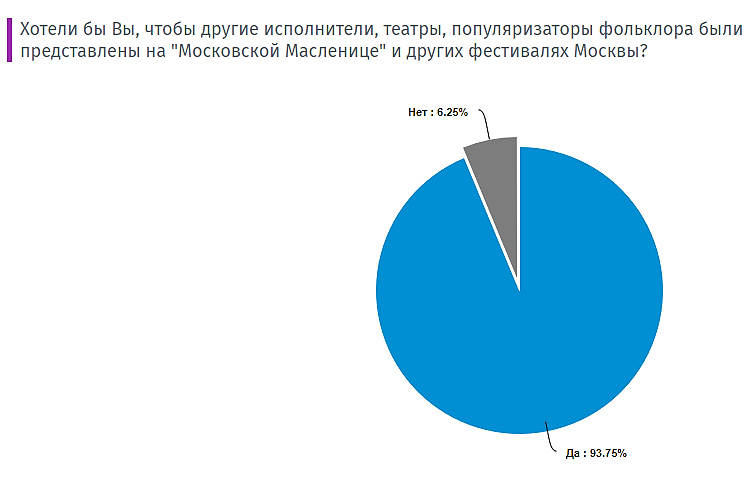 Хотели бы Вы, чтобы другие исполнители, театры, популяризаторы фольклора были
представлены на "Московской Масленице" и других фестивалях Москвы?
Нет : 6.25%
Да : 93.75%